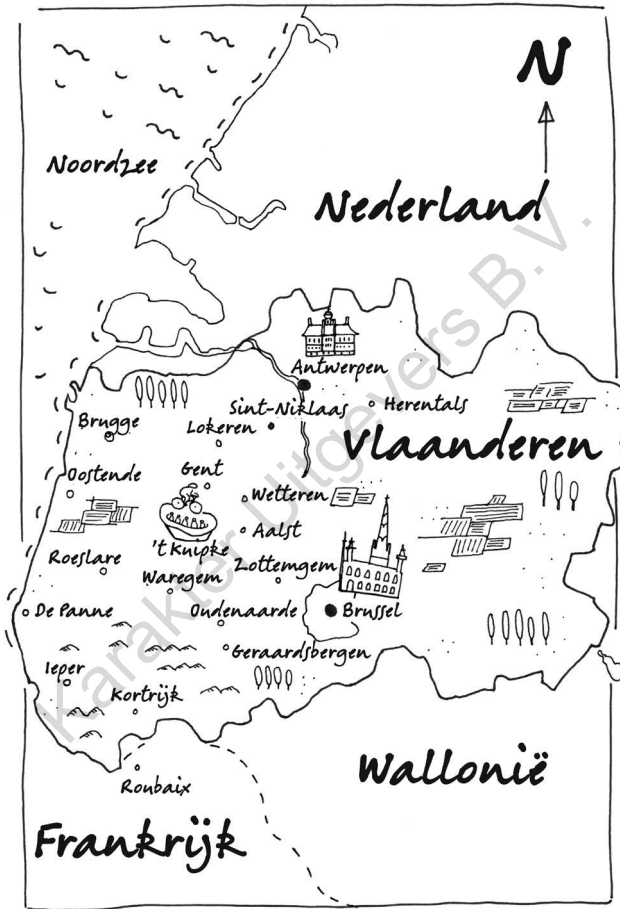 N
Noordzee
Nederland
Antwerpen
Sint-Niklaas
Herentals
Brugge
Lokeren
Vlaanderen
Oostende
Gent
Wetteren
Aalst
't Kuipke
Roeslare
Zottemgem
Waregem
De Panne
Oudenaarde
Brussel
Geraardsbergen
Ieper
Kortrijk
Wallonië
Roubaix
Frankrijk
Karakter Uitgevers B.V.